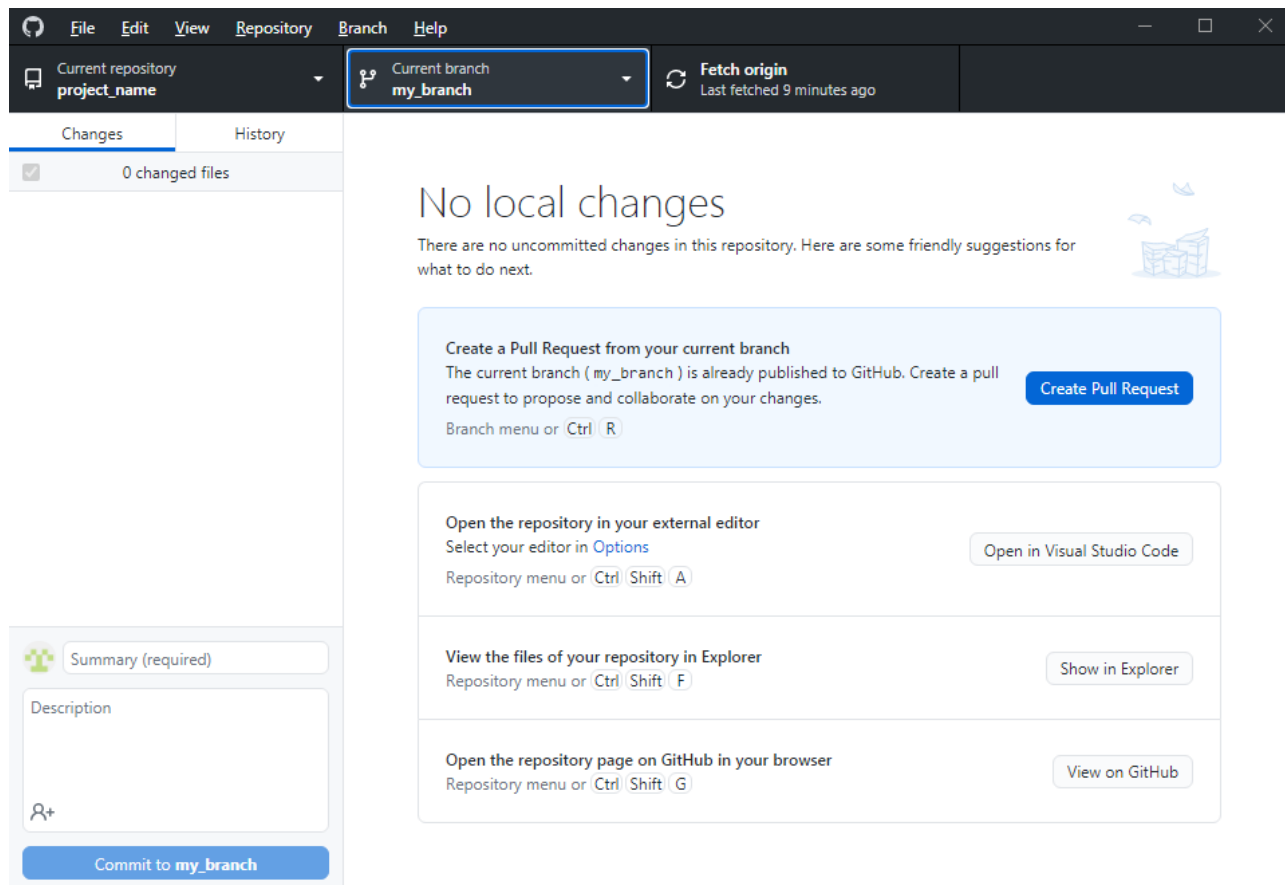 File Edit View Repository Branch Help
Current repository
project_name
Current branch
my_branch
Fetch origin
Last fetched 9 minutes ago
Changes History
0 changed files
No local changes
There are no uncommitted changes in this repository. Here are some friendly suggestions for
what to do next.
Create a Pull Request from your current branch
The current branch ( my_branch ) is already published to GitHub. Create a pull
request to propose and collaborate on your changes.
Branch menu or Ctrl R
Create Pull Request
Open the repository in your external editor
Select your editor in Options
Repository menu or Ctrl Shift A
Open in Visual Studio Code
View the files of your repository in Explorer
Repository menu or Ctrl Shift F
Show in Explorer
Open the repository page on GitHub in your browser
Repository menu or Ctrl Shift G
View on GitHub
Summary (required)
Description
Commit to my_branch